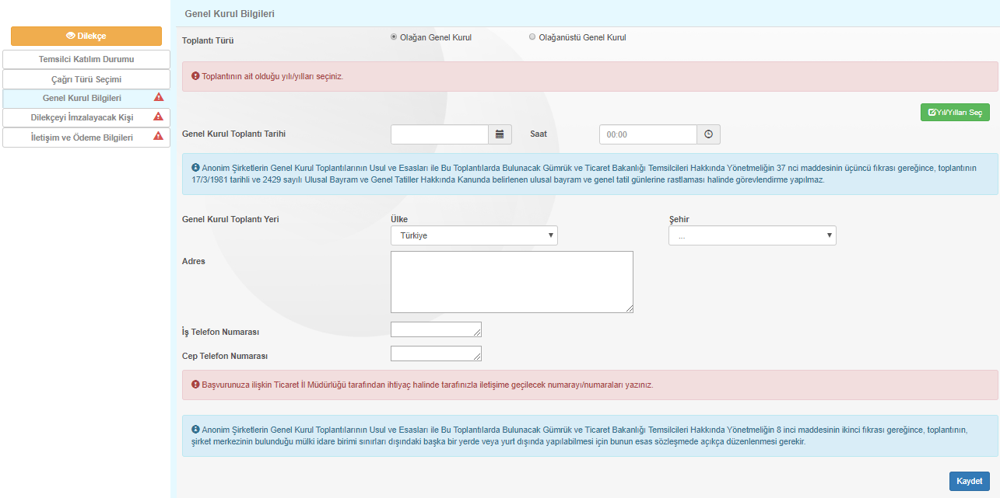 Genel Kurul Bilgileri
Dilekçe
Temsilci Katılım Durumu
Çağrı Türü Seçimi
Genel Kurul Bilgileri
Dilekçeyi İmzalayacak Kişi
İletişim ve Ödeme Bilgileri
Toplantı Türü
Olağan Genel Kurul
Olağanüstü Genel Kurul
Toplantının ait olduğu yılı/yılları seçiniz.
Yıl/Yılları Seç
Genel Kurul Toplantı Tarihi
Saat
00:00
Anonim Şirketlerin Genel Kurul Toplantılarının Usul ve Esasları ile Bu Toplantılarda Bulunacak Gümrük ve Ticaret Bakanlığı Temsilcileri Hakkında Yönetmeliğin 37 nci maddesinin üçüncü fıkrası gereğince, toplantının
17/3/1981 tarihli ve 2429 sayılı Ulusal Bayram ve Genel Tatiller Hakkında Kanunda belirlenen ulusal bayram ve genel tatil günlerine rastlaması halinde görevlendirme yapılmaz.
Genel Kurul Toplantı Yeri
Ülke
Şehir
Türkiye
...
Adres
İş Telefon Numarası
Cep Telefon Numarası
Başvurunuza ilişkin Ticaret İl Müdürlüğü tarafından ihtiyaç halinde tarafınızla iletişime geçilecek numarayı/numaraları yazınız.
Anonim Şirketlerin Genel Kurul Toplantılarının Usul ve Esasları ile Bu Toplantılarda Bulunacak Gümrük ve Ticaret Bakanlığı Temsilcileri Hakkında Yönetmeliğin 8 inci maddesinin ikinci fıkrası gereğince, toplantının,
şirket merkezinin bulunduğu mülki idare birimi sınırları dışındaki başka bir yerde veya yurt dışında yapılabilmesi için bunun esas sözleşmede açıkça düzenlenmesi gerekir.
Kaydet